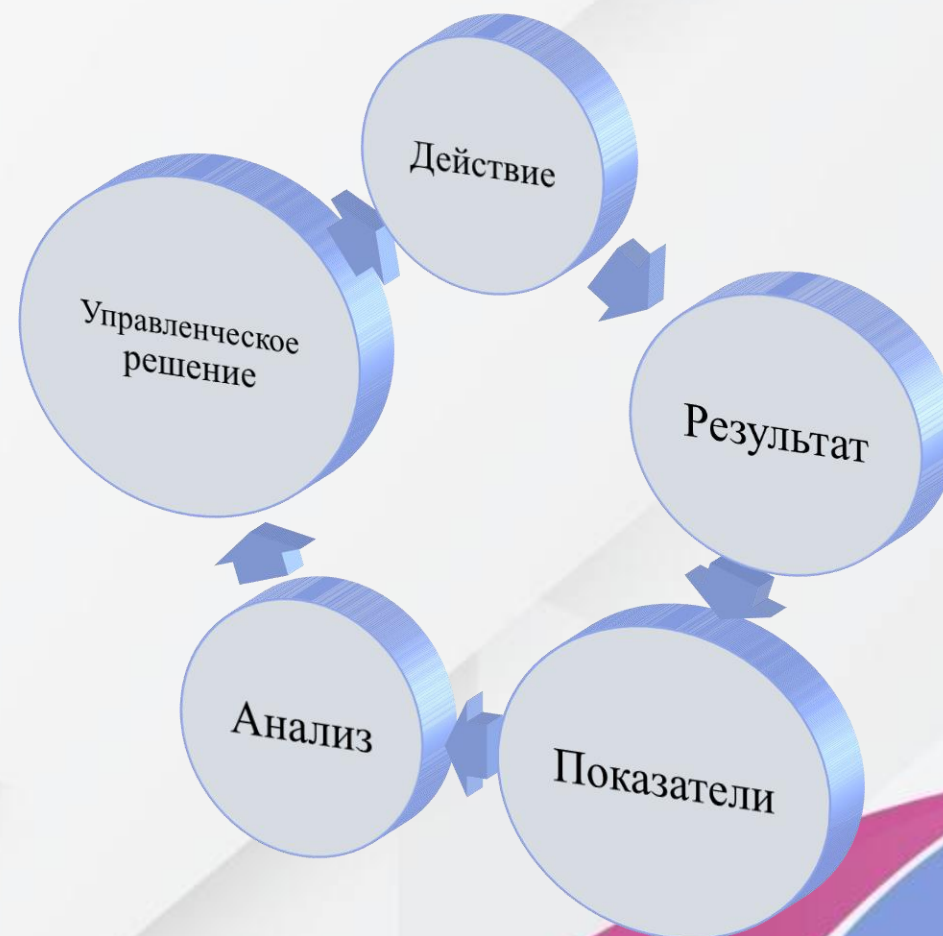 Действие
Управленческое
решение
Результат
Анализ
Показатели